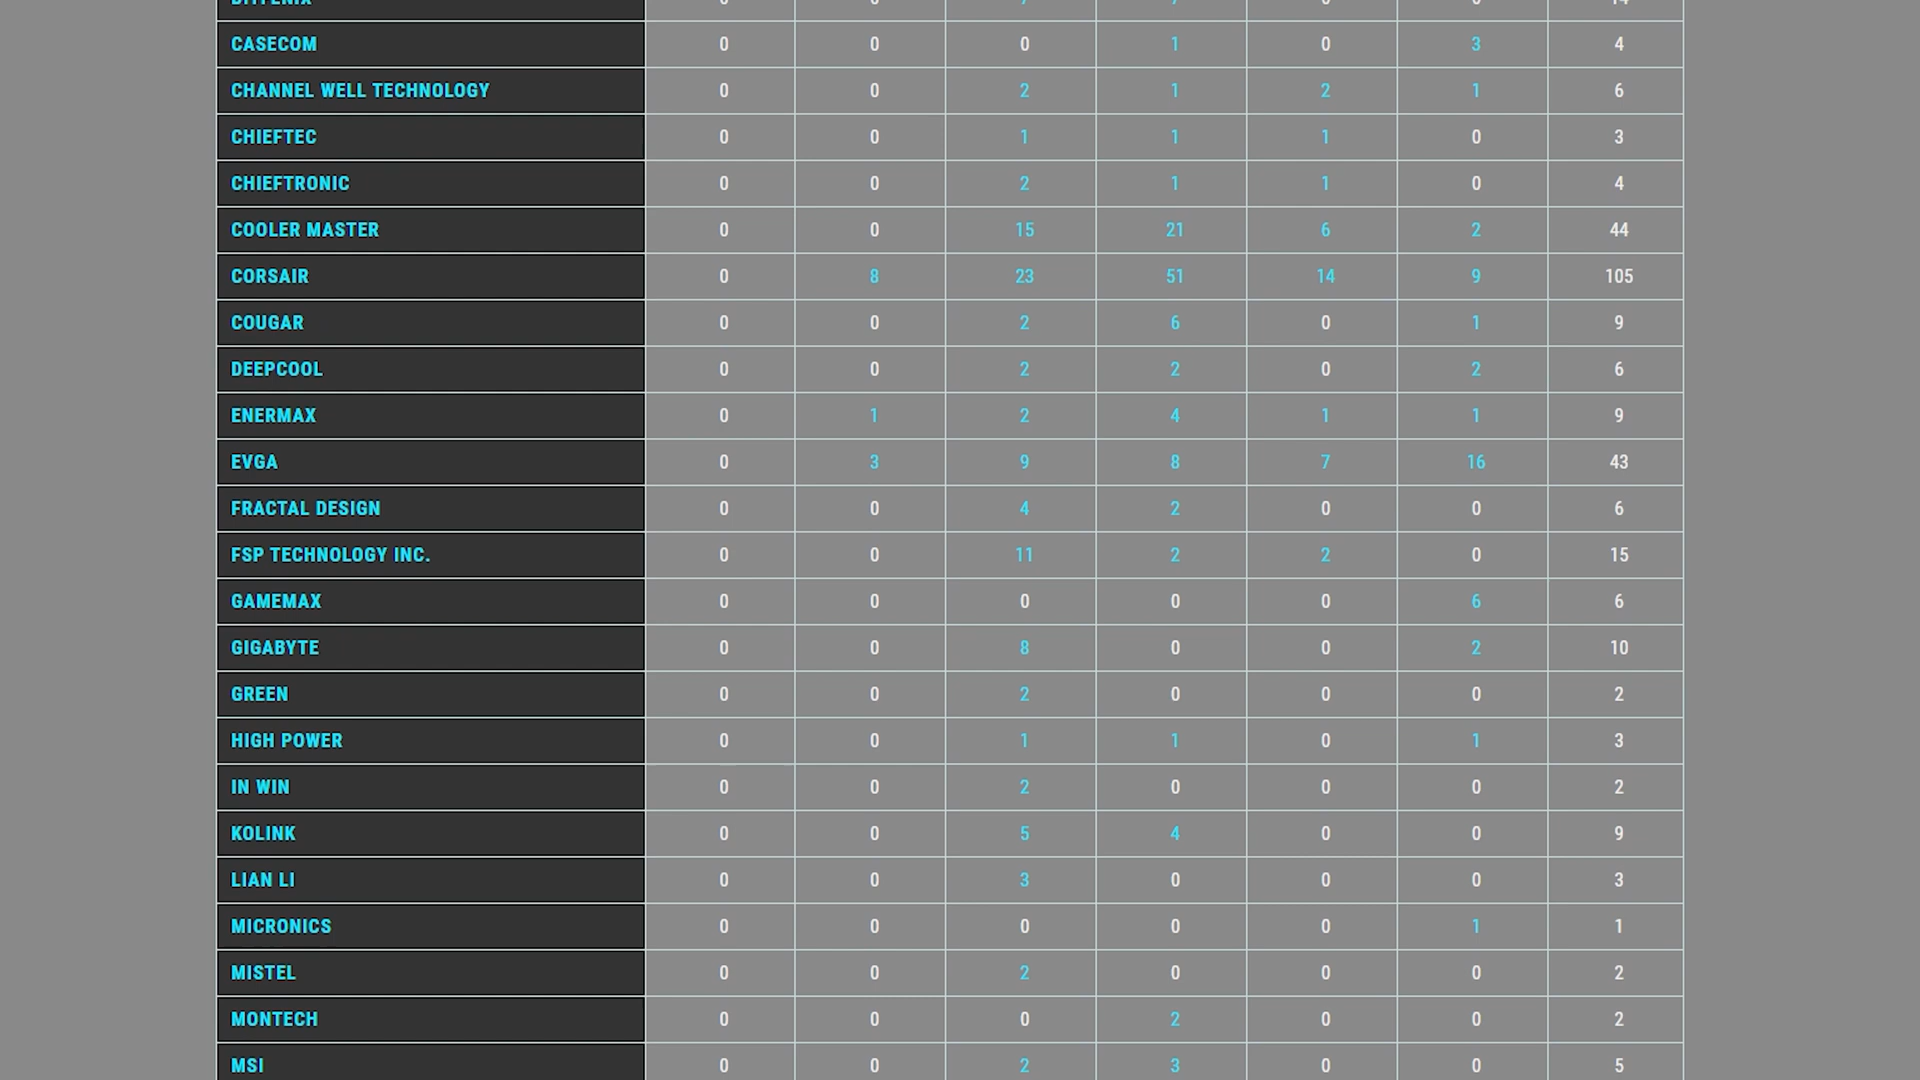 BITFENIX 0 0 7 7 0 0 14
CASECOM 0 0 0 1 0 3 4
CHANNEL WELL TECHNOLOGY 0 0 2 1 2 1 6
CHIEFTEC 0 0 1 1 1 0 3
CHIEFTRONIC 0 0 2 1 1 0 4
COOLER MASTER 0 0 15 21 6 2 44
CORSAIR 0 8 23 51 14 9 105
COUGAR 0 0 2 6 0 1 9
DEEPCOOL 0 0 2 2 0 2 6
ENERMAX 0 1 2 4 1 1 9
EVGA 0 3 9 8 7 16 43
FRACTAL DESIGN 0 0 4 2 0 0 6
FSP TECHNOLOGY INC. 0 0 11 2 2 0 15
GAMEMAX 0 0 0 0 0 6 6
GIGABYTE 0 0 8 0 0 2 10
GREEN 0 0 2 0 0 0 2
HIGH POWER 0 0 1 1 0 1 3
IN WIN 0 0 2 0 0 0 2
KOLINK 0 0 5 4 0 0 9
LIAN LI 0 0 3 0 0 0 3
MICRONICS 0 0 0 0 0 1 1
MISTEL 0 0 2 0 0 0 2
MONTECH 0 0 0 2 0 0 2
MSI 0 0 2 3 0 0 5